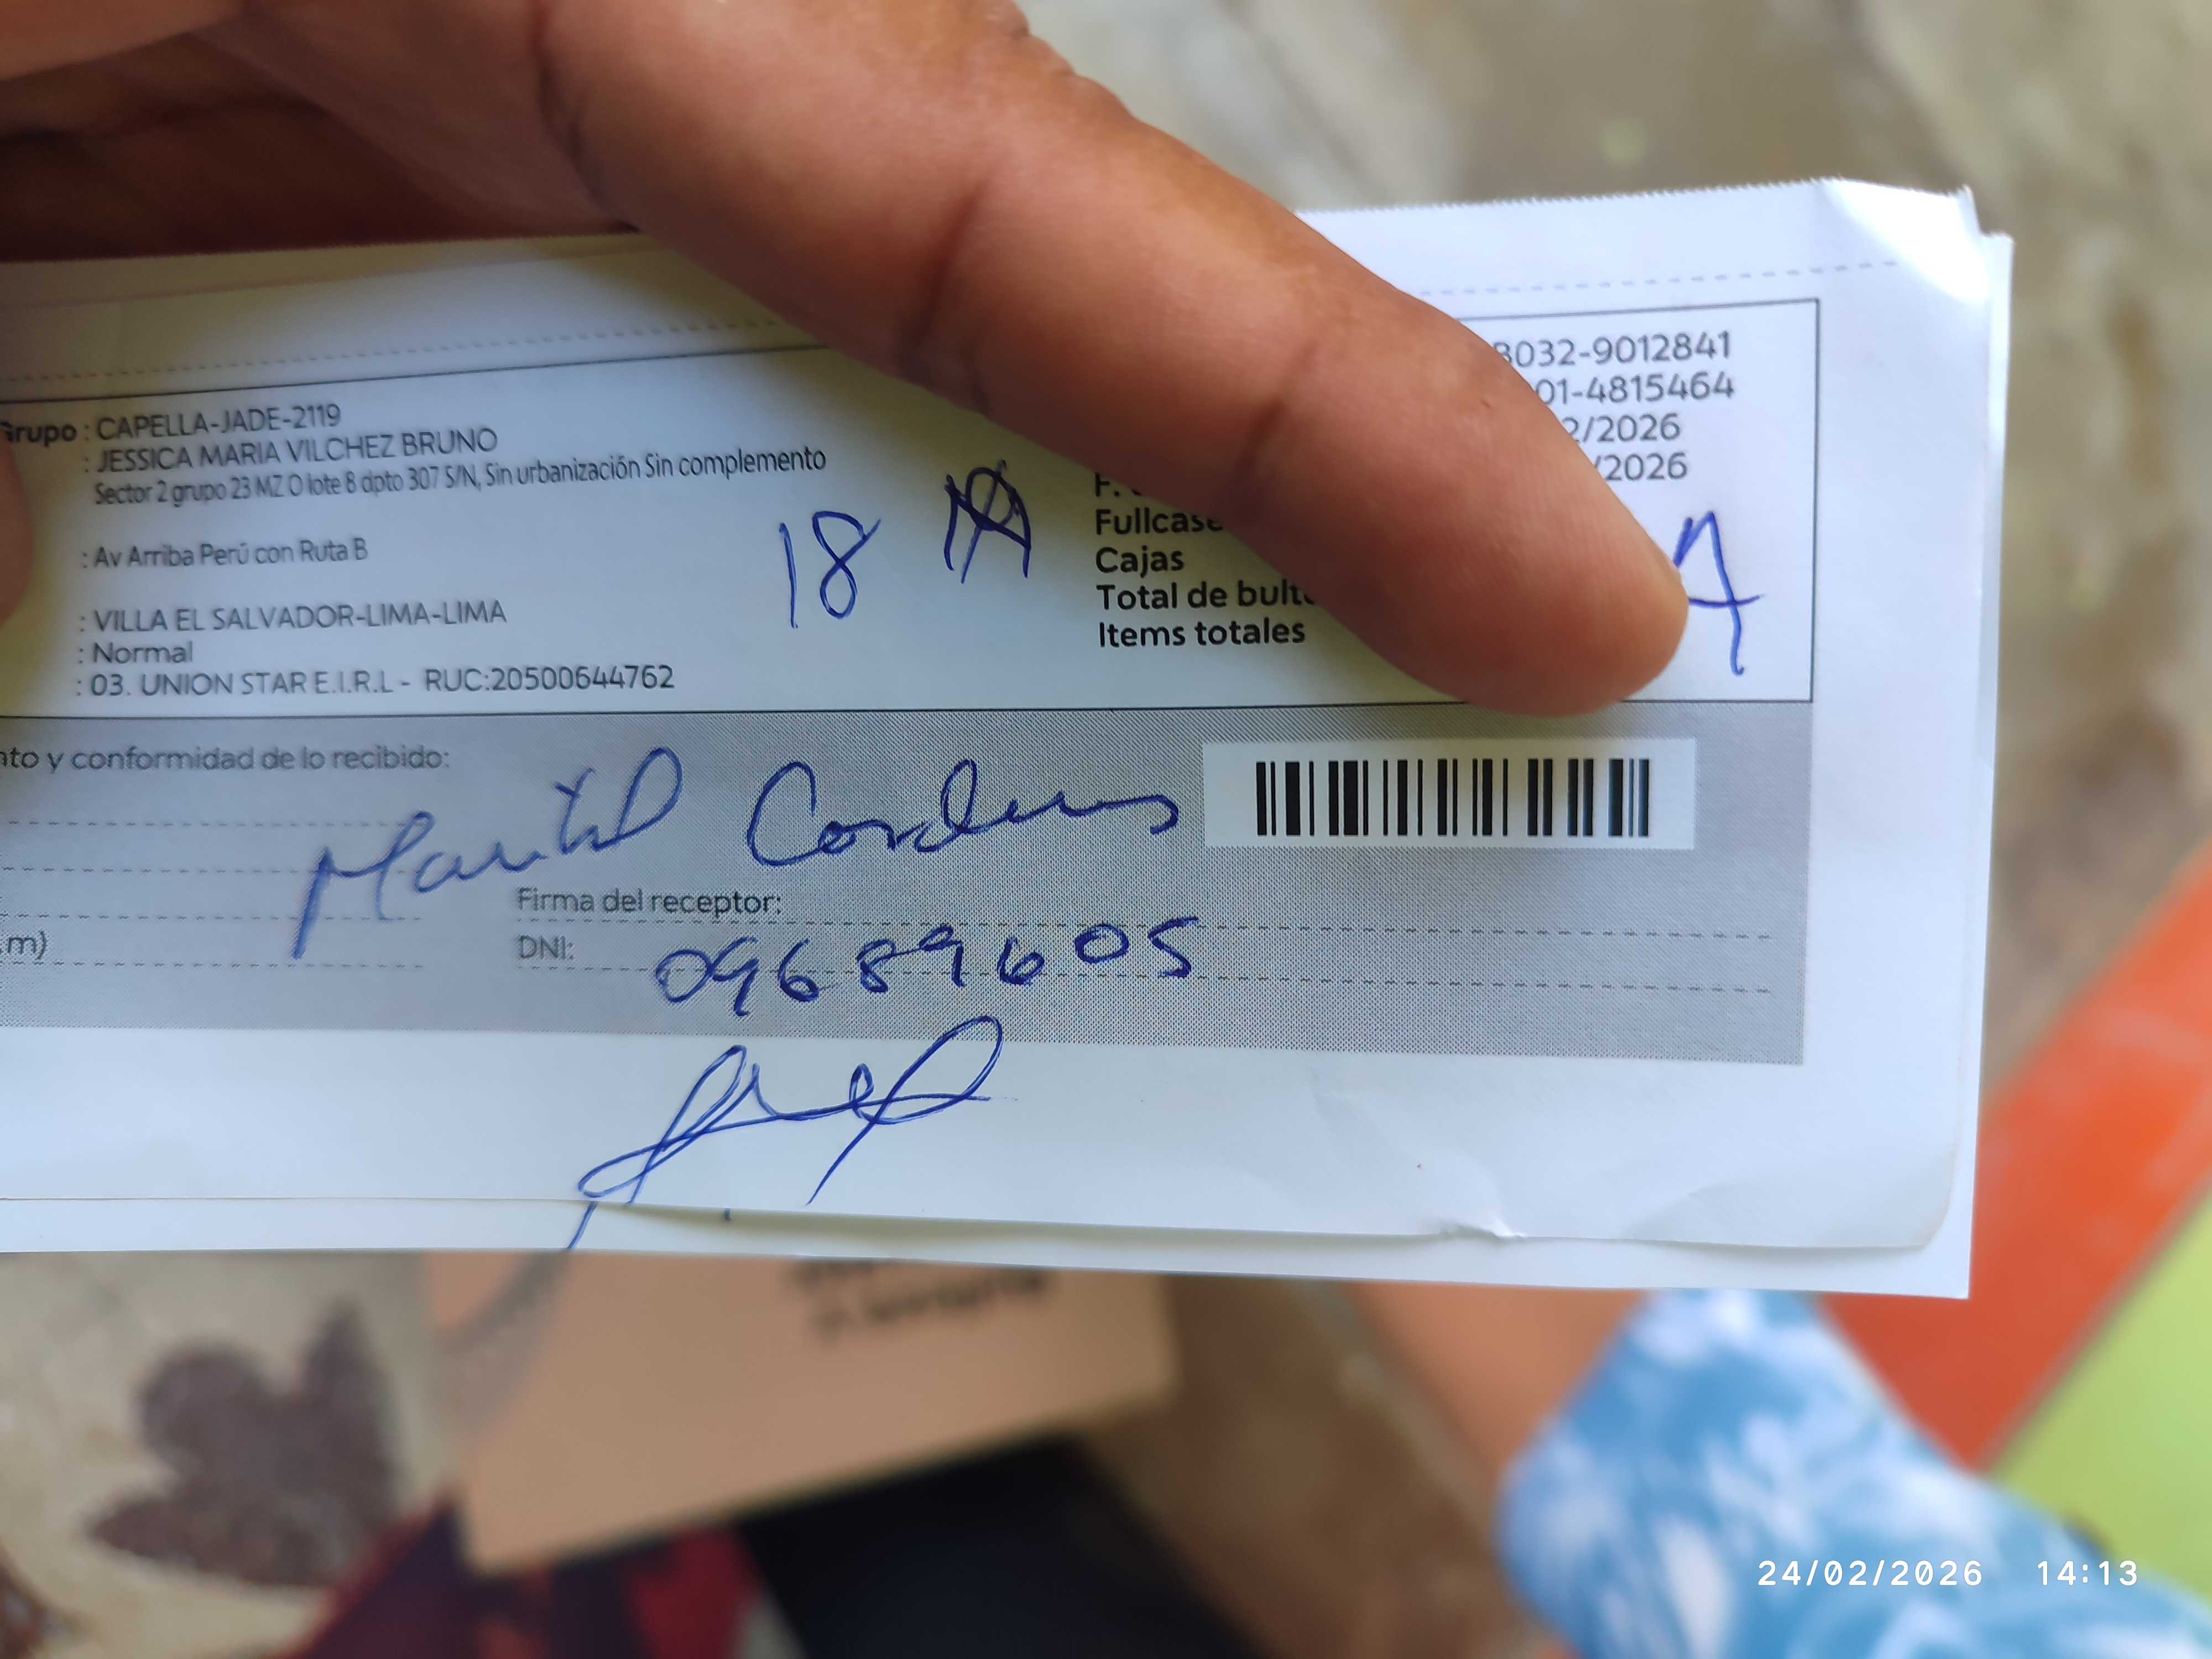 Grupo : CAPELLA-JADE-2119
: JESSICA MARIA VILCHEZ BRUNO
Sector 2 grupo 23 MZ O lote 8 dpto 307 S/N, Sin urbanización Sin complemento
: Av Arriba Perú con Ruta B
: VILLA EL SALVADOR-LIMA-LIMA
: Normal
: 03. UNION STAR E.I.R.L - RUC:20500644762
18 A
B032-9012841
01-4815464
2/2026
/2026
F.
Fullcase
Cajas
Total de bulto
Items totales
nto y conformidad de lo recibido:
Firma del receptor:
m)
DNI: 09689605
24/02/2026 14:13